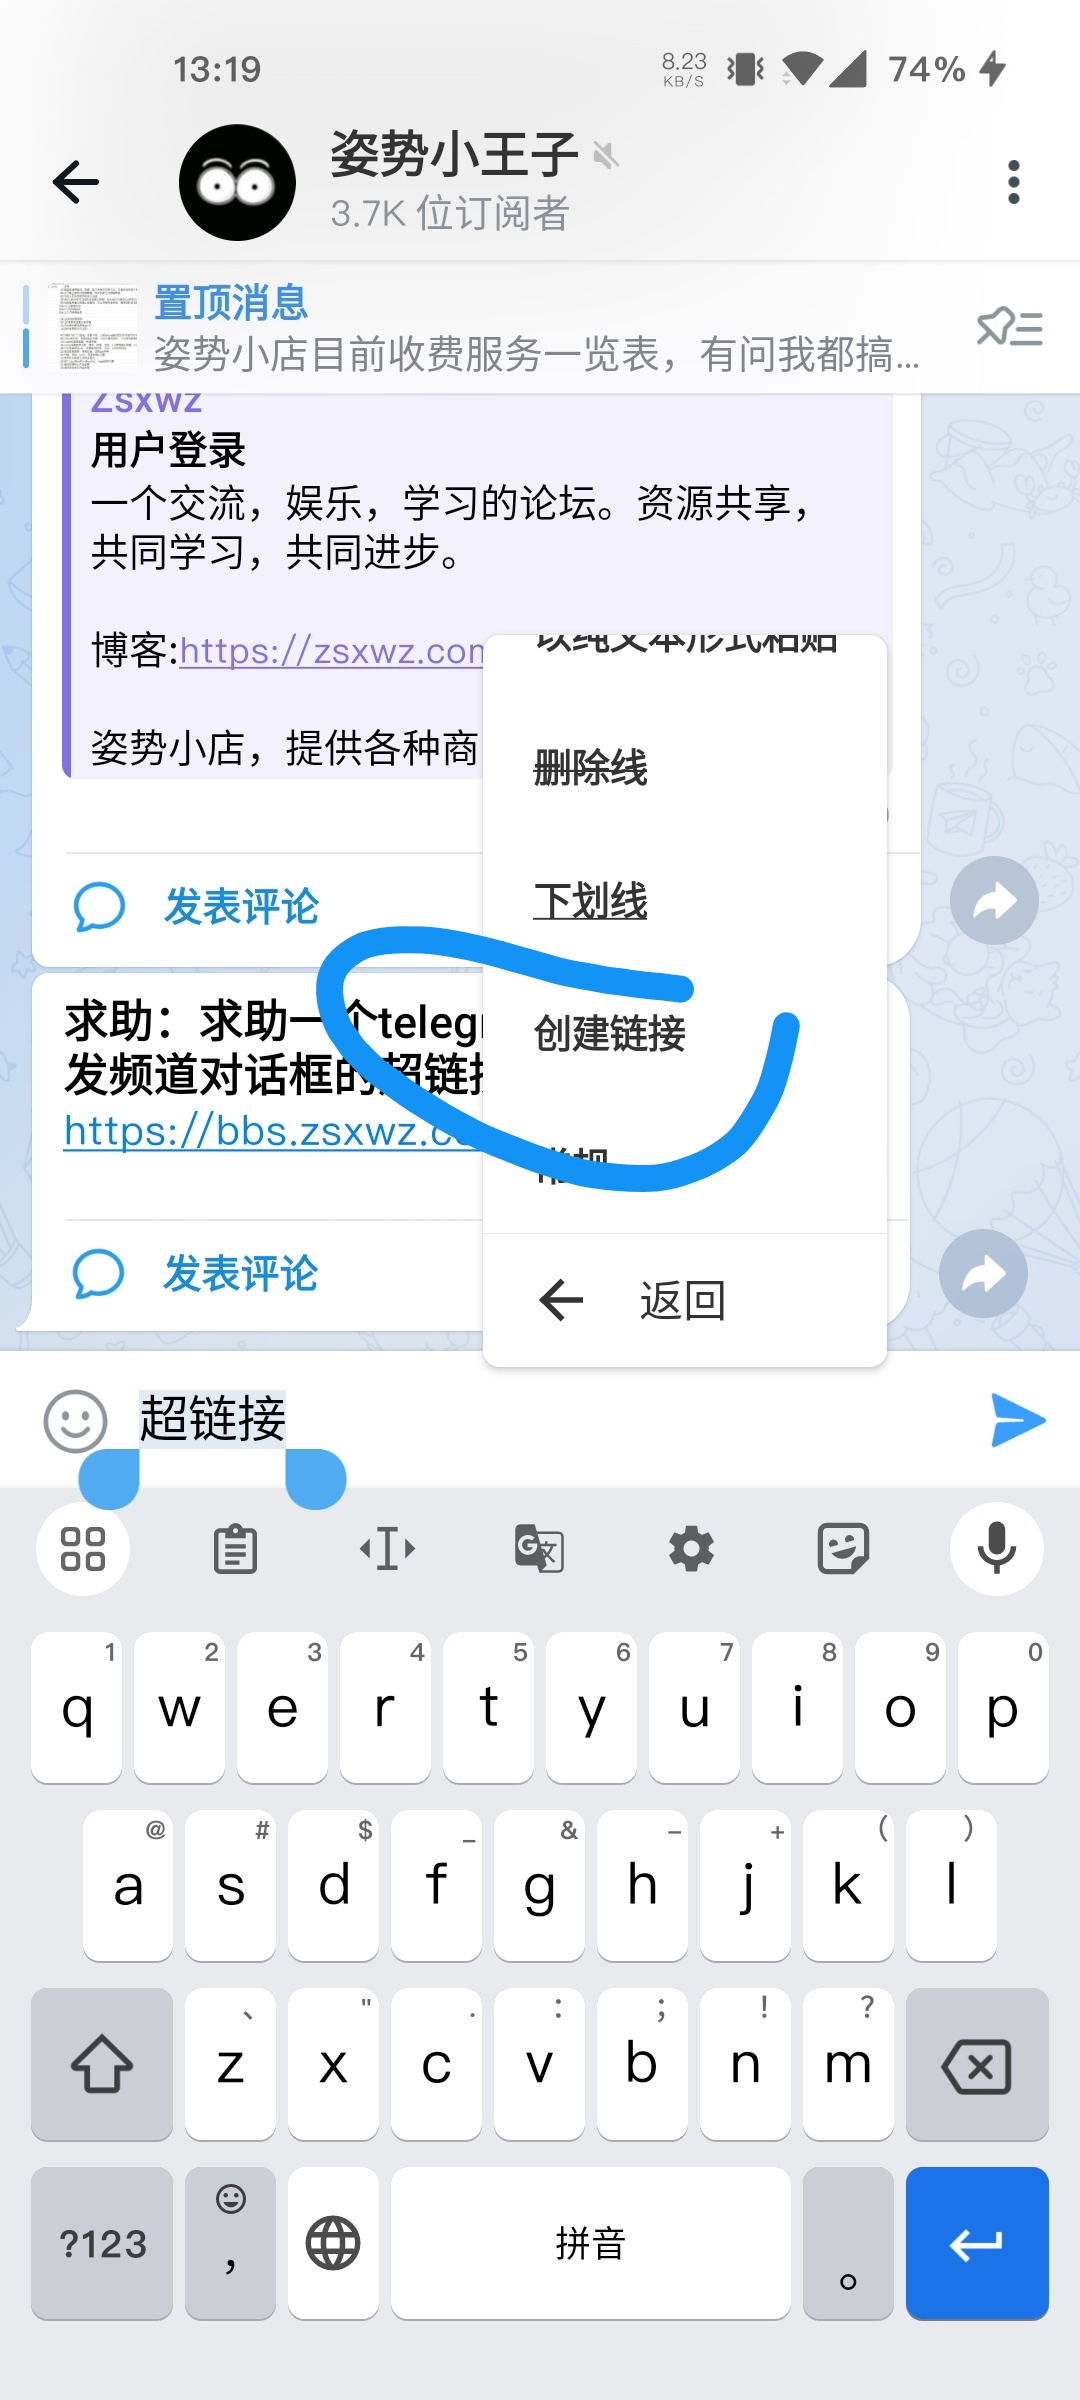 13:19
8.23
KB/S
74%
姿势小王子
3.7K 位订阅者
置顶消息
姿势小店目前收费服务一览表，有问我都搞...
Zsxwz
用户登录
一个交流，娱乐，学习的论坛。资源共享，
共同学习，共同进步。
博客:https://zsxwz.com
姿势小店，提供各种商
发表评论
求助：求助一个telegr
发频道对话框的超链接
https://bbs.zsxwz.co
发表评论
以纯文本形式粘贴
删除线
下划线
创建链接
常规
返回
超链接
1 2 3 4 5 6 7 8 9 0
q w e r t y u i o p
@ # $ _ & - + ( )
a s d f g h j k l
、 " . : ; ! ?
z x c v b n m
?123 ， 拼音 。